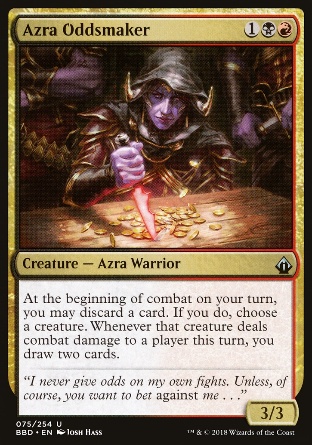 Azra Oddsmaker 1
Creature — Azra Warrior
At the beginning of combat on your turn,
you may discard a card. If you do, choose
a creature. Whenever that creature deals
combat damage to a player this turn, you
draw two cards.
“I never give odds on my own fights. Unless, of
course, you want to bet against me . . .”
3/3
075/254 U
BBD • EN Josh Hass
™ & © 2018 Wizards of the Coast